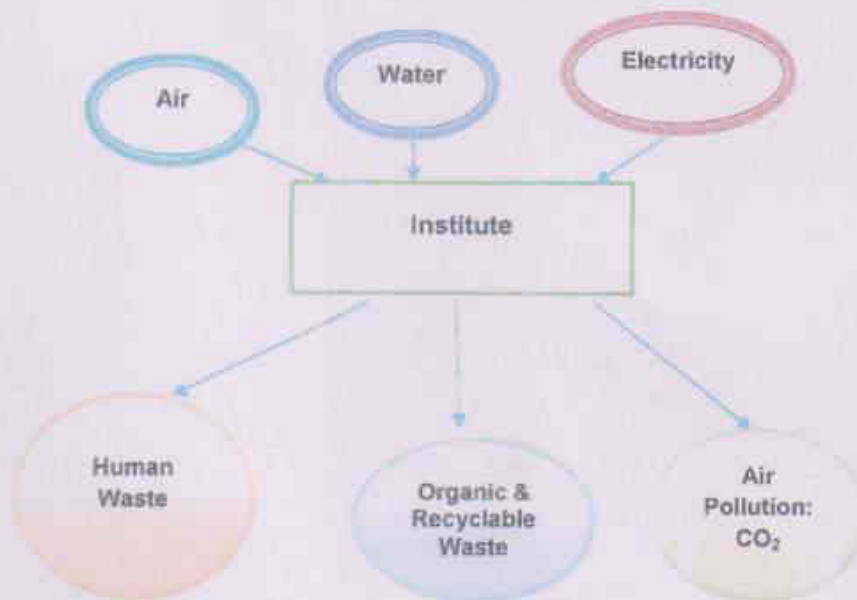 Air
Water
Electricity
Institute
Human
Waste
Organic &
Recyclable
Waste
Air
Pollution:
CO₂